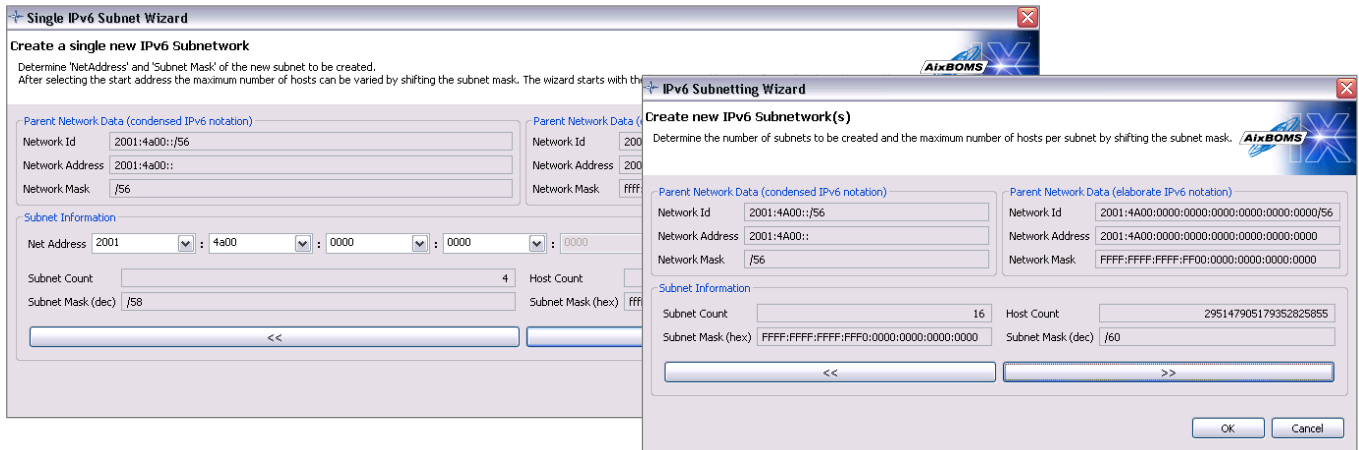 Single IPv6 Subnet Wizard
Create a single new IPv6 Subnetwork
Determine 'NetAddress' and 'Subnet Mask' of the new subnet to be created.
After selecting the start address the maximum number of hosts can be varied by shifting the subnet mask. The wizard starts with the
AixBOMS
Parent Network Data (condensed IPv6 notation)
Network Id 2001:4a00::/56
Network Address 2001:4a00::
Network Mask /56
Parent Network Data (
Network Id 200
Network Address 200
Network Mask ffff:
Subnet Information
Net Address 2001 : 4a00 : 0000 : 0000 : 0000
Subnet Count 4 Host Count
Subnet Mask (dec) /58 Subnet Mask (hex) ffff
<<
IPv6 Subnetting Wizard
Create new IPv6 Subnetwork(s)
Determine the number of subnets to be created and the maximum number of hosts per subnet by shifting the subnet mask.
AixBOMS
Parent Network Data (condensed IPv6 notation)
Network Id 2001:4A00::/56
Network Address 2001:4A00::
Network Mask /56
Parent Network Data (elaborate IPv6 notation)
Network Id 2001:4A00:0000:0000:0000:0000:0000:0000/56
Network Address 2001:4A00:0000:0000:0000:0000:0000:0000
Network Mask FFFF:FFFF:FFFF:FF00:0000:0000:0000:0000
Subnet Information
Subnet Count 16 Host Count 295147905179352825855
Subnet Mask (hex) FFFF:FFFF:FFFF:FFF0:0000:0000:0000:0000 Subnet Mask (dec) /60
<< >>
OK Cancel